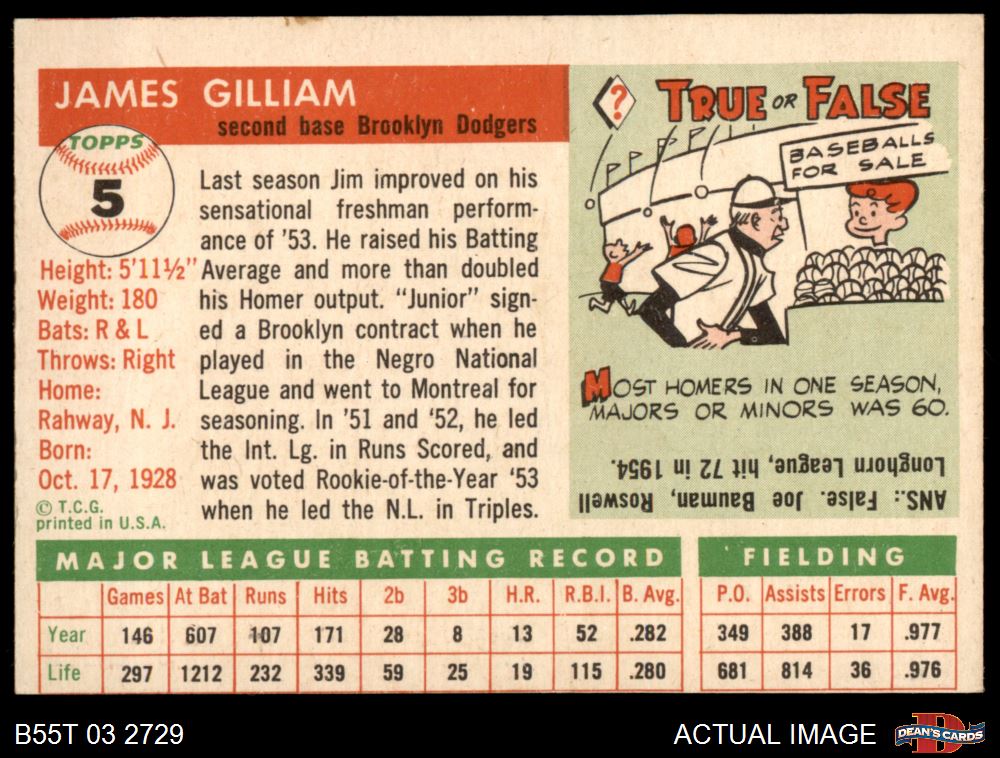 JAMES GILLIAM
second base Brooklyn Dodgers
TOPPS
5
Height: 5'11½"
Weight: 180
Bats: R & L
Throws: Right
Home:
Rahway, N. J.
Born:
Oct. 17, 1928
© T.C.G.
printed in U.S.A.
Last season Jim improved on his
sensational freshman perform-
ance of '53. He raised his Batting
Average and more than doubled
his Homer output. "Junior" sign-
ed a Brooklyn contract when he
played in the Negro National
League and went to Montreal for
seasoning. In '51 and '52, he led
the Int. Lg. in Runs Scored, and
was voted Rookie-of-the-Year '53
when he led the N.L. in Triples.
?
TRUE OR FALSE
BASEBALLS
FOR SALE
MOST HOMERS IN ONE SEASON,
MAJORS OR MINORS WAS 60.
ANS.: False. Joe Bauman, Roswell
Longhorn League, hit 72 in 1954.
MAJOR LEAGUE BATTING RECORD
Games At Bat Runs Hits 2b 3b H.R. R.B.I. B. Avg.
Year 146 607 107 171 28 8 13 52 .282
Life 297 1212 232 339 59 25 19 115 .280
FIELDING
P.O. Assists Errors F. Avg.
349 388 17 .977
681 814 36 .976
B55T 03 2729
ACTUAL IMAGE
D
DEAN'S CARDS